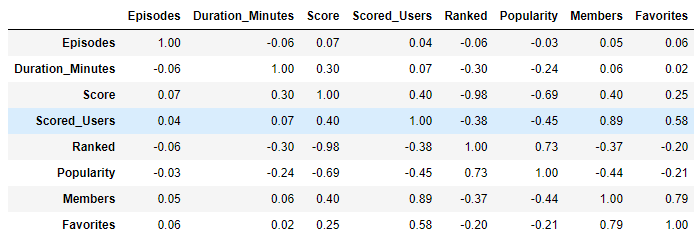 Episodes Duration_Minutes Score Scored_Users Ranked Popularity Members Favorites
Episodes 1.00 -0.06 0.07 0.04 -0.06 -0.03 0.05 0.06
Duration_Minutes -0.06 1.00 0.30 0.07 -0.30 -0.24 0.06 0.02
Score 0.07 0.30 1.00 0.40 -0.98 -0.69 0.40 0.25
Scored_Users 0.04 0.07 0.40 1.00 -0.38 -0.45 0.89 0.58
Ranked -0.06 -0.30 -0.98 -0.38 1.00 0.73 -0.37 -0.20
Popularity -0.03 -0.24 -0.69 -0.45 0.73 1.00 -0.44 -0.21
Members 0.05 0.06 0.40 0.89 -0.37 -0.44 1.00 0.79
Favorites 0.06 0.02 0.25 0.58 -0.20 -0.21 0.79 1.00